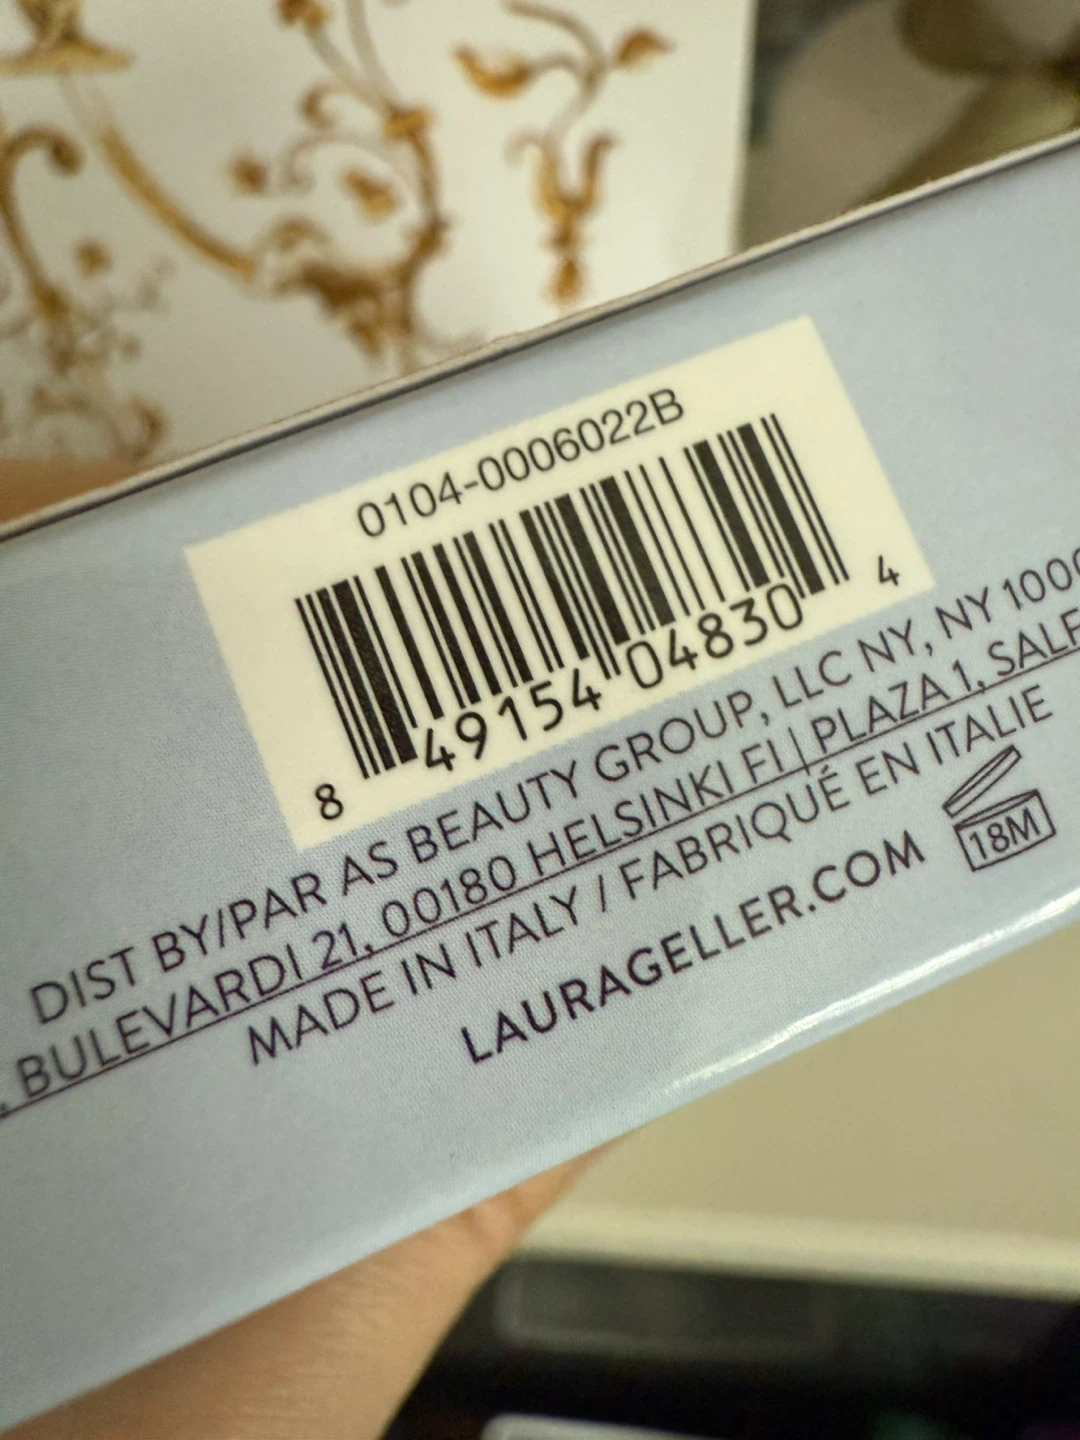 0104-0006022B
8 49154 04830 4
DIST BY/PAR AS BEAUTY GROUP, LLC NY, NY
BULEVARDI 21, 00180 HELSINKI FI | PLAZA 1,
MADE IN ITALY / FABRIQUÉ EN ITALIE
LAURAGELLER.COM
18M